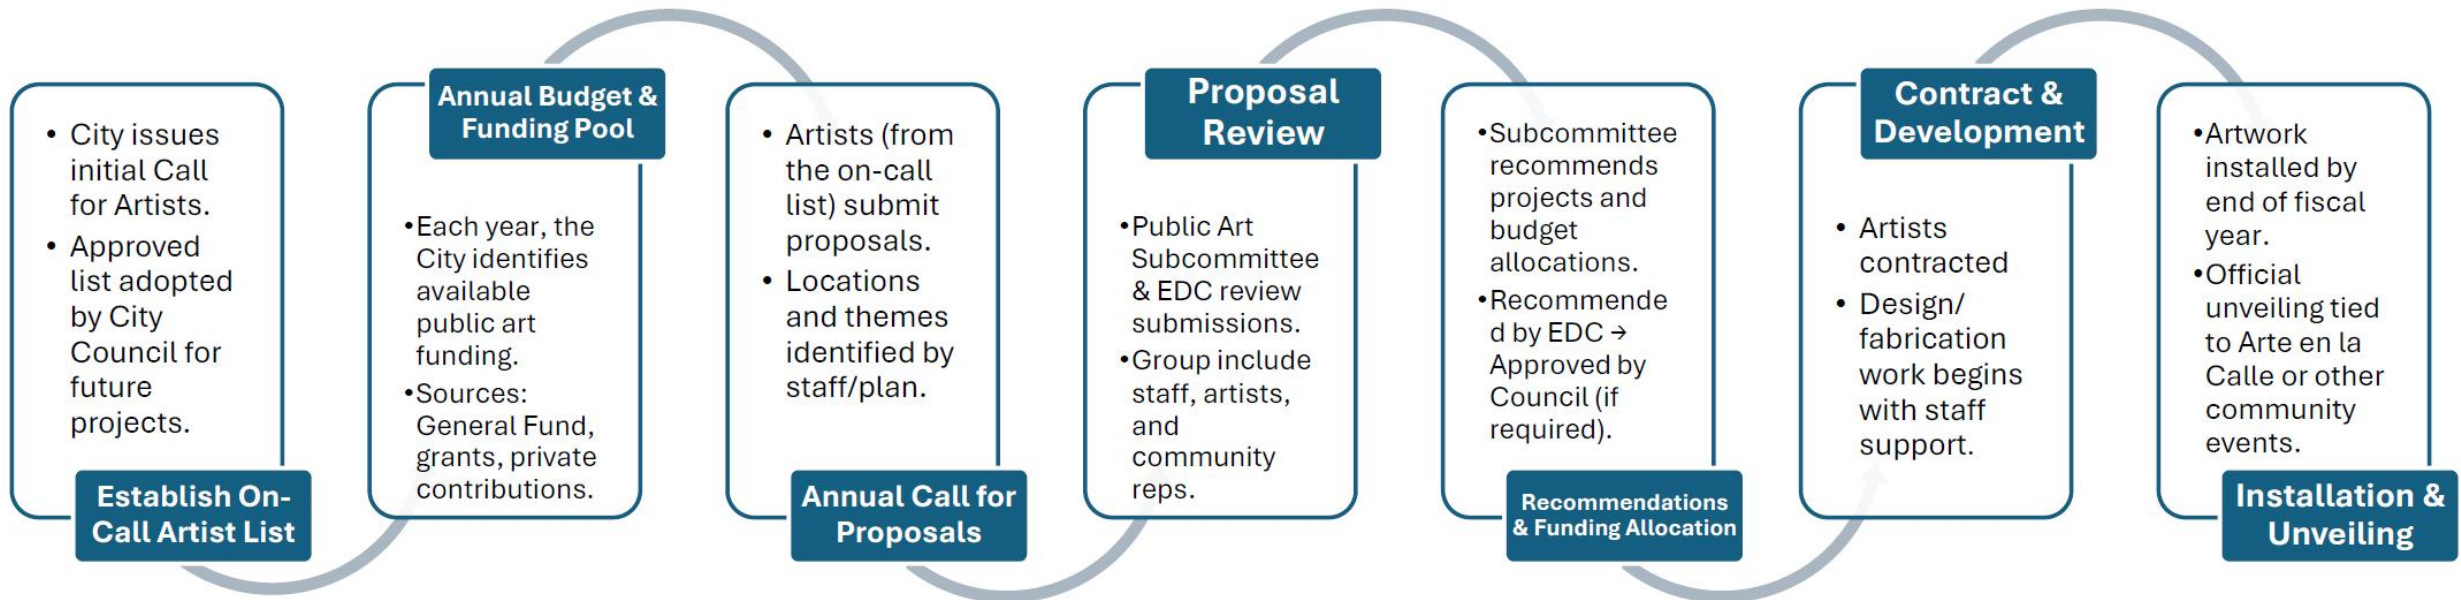 • City issues
initial Call
for Artists.
• Approved
list adopted
by City
Council for
future
projects.
Establish On-
Call Artist List
Annual Budget &
Funding Pool
•Each year, the
City identifies
available
public art
funding.
•Sources:
General Fund,
grants, private
contributions.
• Artists (from
the on-call
list) submit
proposals.
• Locations
and themes
identified by
staff/plan.
Annual Call for
Proposals
Proposal
Review
•Public Art
Subcommittee
& EDC review
submissions.
•Group include
staff, artists,
and
community
reps.
•Subcommittee
recommends
projects and
budget
allocations.
•Recommende
d by EDC →
Approved by
Council (if
required).
Recommendations
& Funding Allocation
Contract &
Development
• Artists
contracted
• Design/
fabrication
work begins
with staff
support.
•Artwork
installed by
end of fiscal
year.
•Official
unveiling tied
to Arte en la
Calle or other
community
events.
Installation &
Unveiling